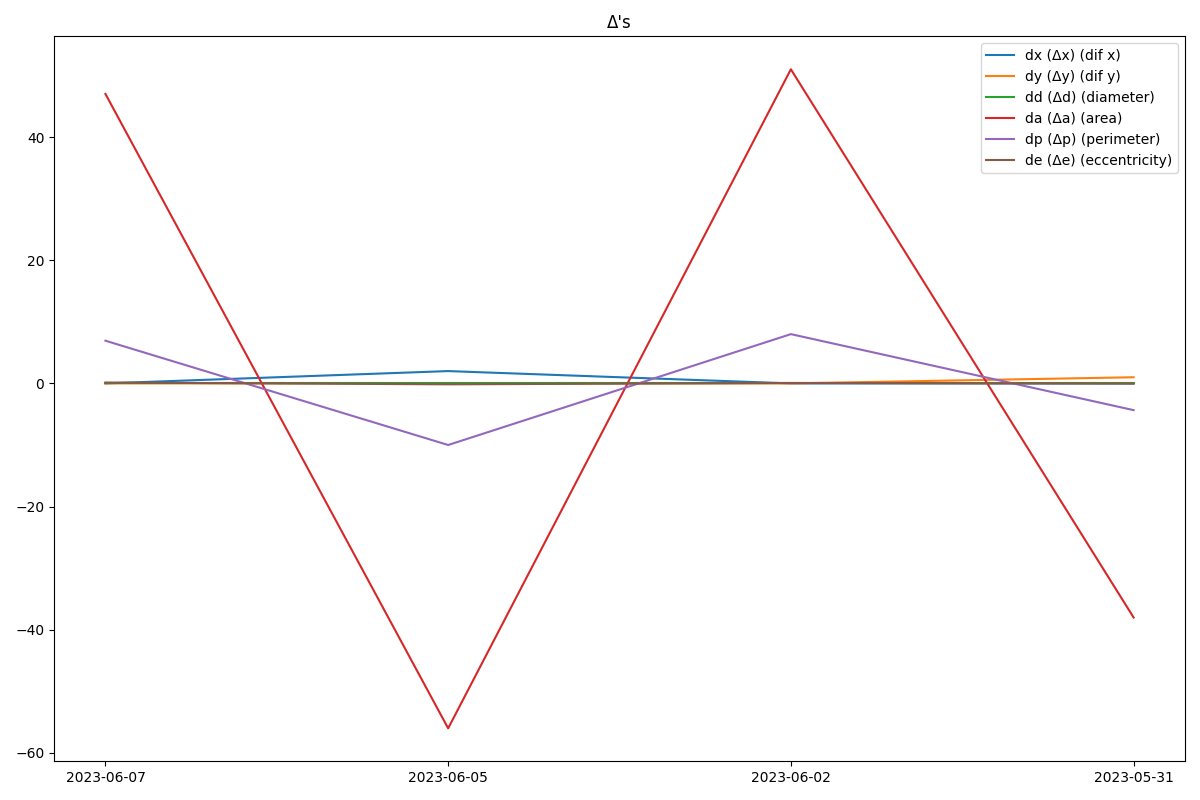 Δ's
dx (Δx) (dif x)
dy (Δy) (dif y)
dd (Δd) (diameter)
da (Δa) (area)
dp (Δp) (perimeter)
de (Δe) (eccentricity)
40
20
0
−20
−40
−60
2023-06-07 2023-06-05 2023-06-02 2023-05-31